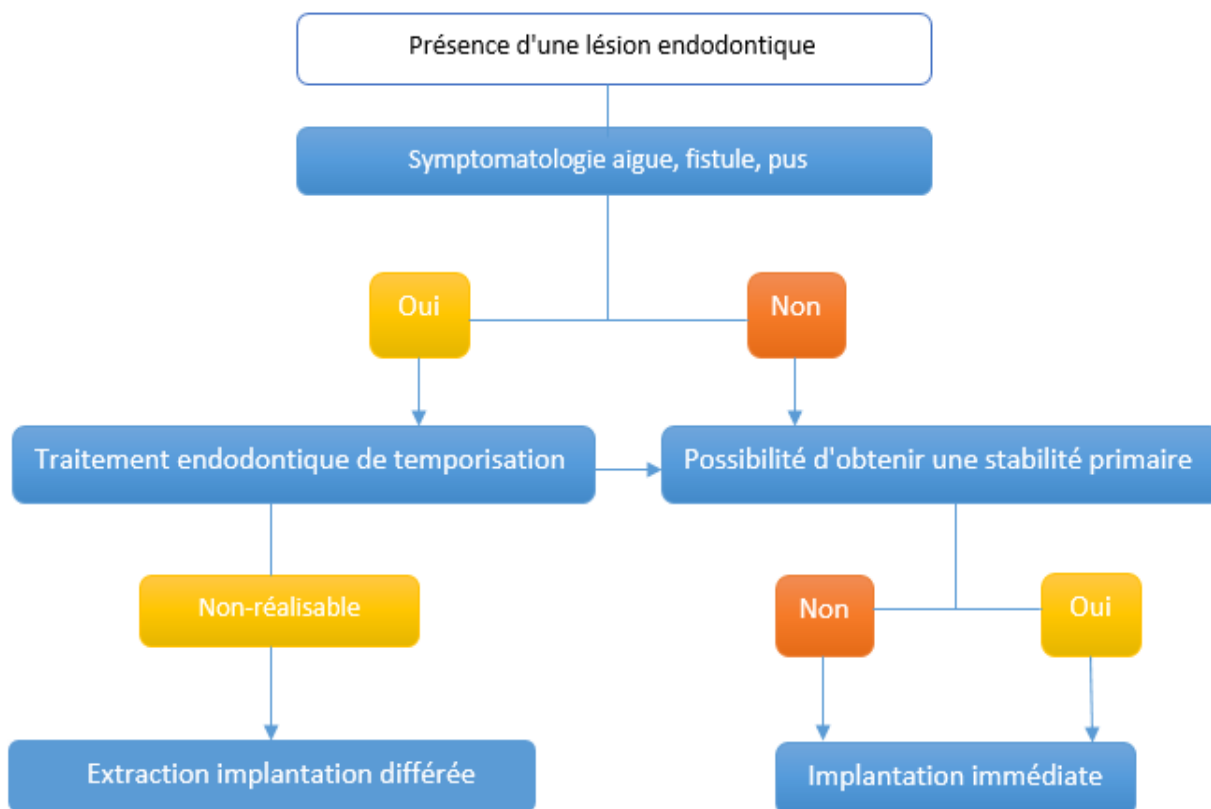 Présence d'une lésion endodontique
Symptomatologie aigue, fistule, pus
Oui
Non
Traitement endodontique de temporisation
Possibilité d'obtenir une stabilité primaire
Non-réalisable
Non
Oui
Extraction implantation différée
Implantation immédiate